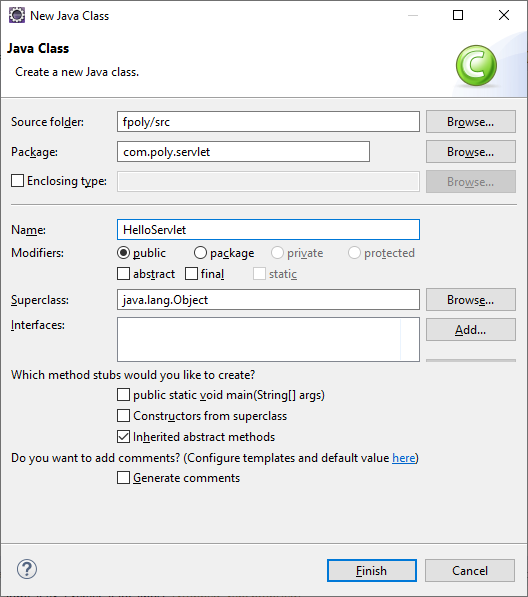 New Java Class
Java Class
Create a new Java class.
Source folder: fpoly/src Browse...
Package: com.poly.servlet Browse...
Enclosing type: Browse...
Name: HelloServlet
Modifiers: public package private protected
abstract final static
Superclass: java.lang.Object Browse...
Interfaces: Add...
Which method stubs would you like to create?
public static void main(String[] args)
Constructors from superclass
Inherited abstract methods
Do you want to add comments? (Configure templates and default value here)
Generate comments
? Finish Cancel